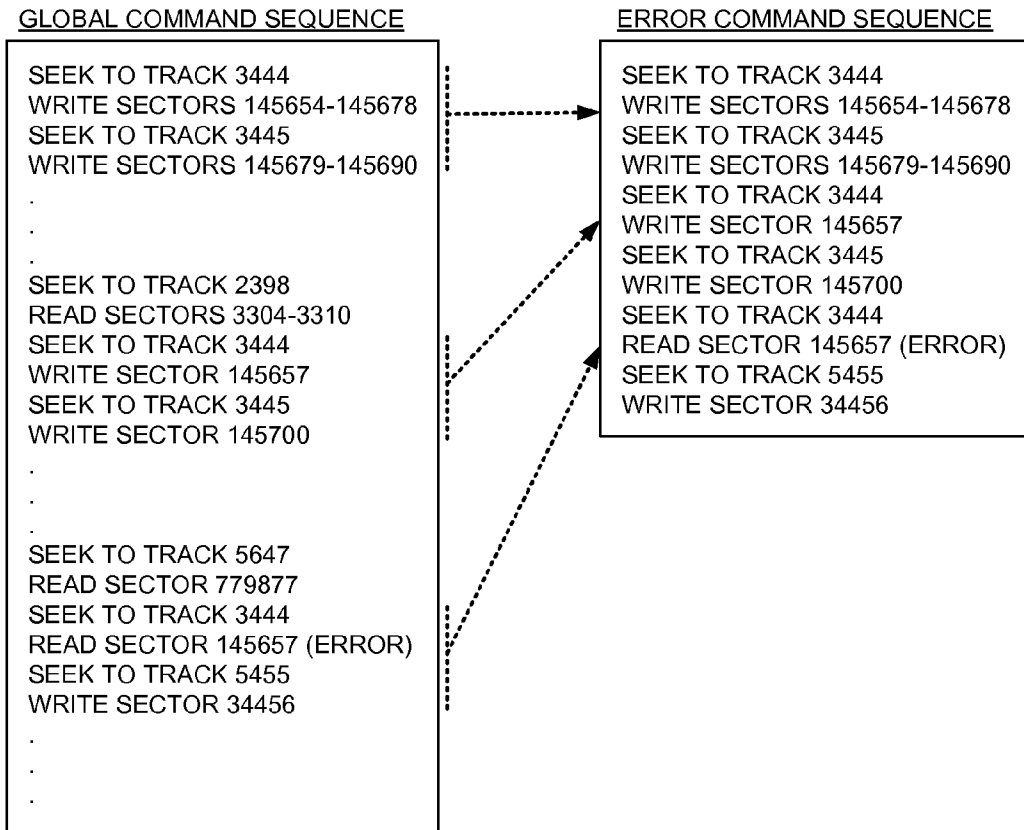 GLOBAL COMMAND SEQUENCE
SEEK TO TRACK 3444
WRITE SECTORS 145654-145678
SEEK TO TRACK 3445
WRITE SECTORS 145679-145690
.
.
.
SEEK TO TRACK 2398
READ SECTORS 3304-3310
SEEK TO TRACK 3444
WRITE SECTOR 145657
SEEK TO TRACK 3445
WRITE SECTOR 145700
.
.
.
SEEK TO TRACK 5647
READ SECTOR 779877
SEEK TO TRACK 3444
READ SECTOR 145657 (ERROR)
SEEK TO TRACK 5455
WRITE SECTOR 34456
.
.
.
ERROR COMMAND SEQUENCE
SEEK TO TRACK 3444
WRITE SECTORS 145654-145678
SEEK TO TRACK 3445
WRITE SECTORS 145679-145690
SEEK TO TRACK 3444
WRITE SECTOR 145657
SEEK TO TRACK 3445
WRITE SECTOR 145700
SEEK TO TRACK 3444
READ SECTOR 145657 (ERROR)
SEEK TO TRACK 5455
WRITE SECTOR 34456